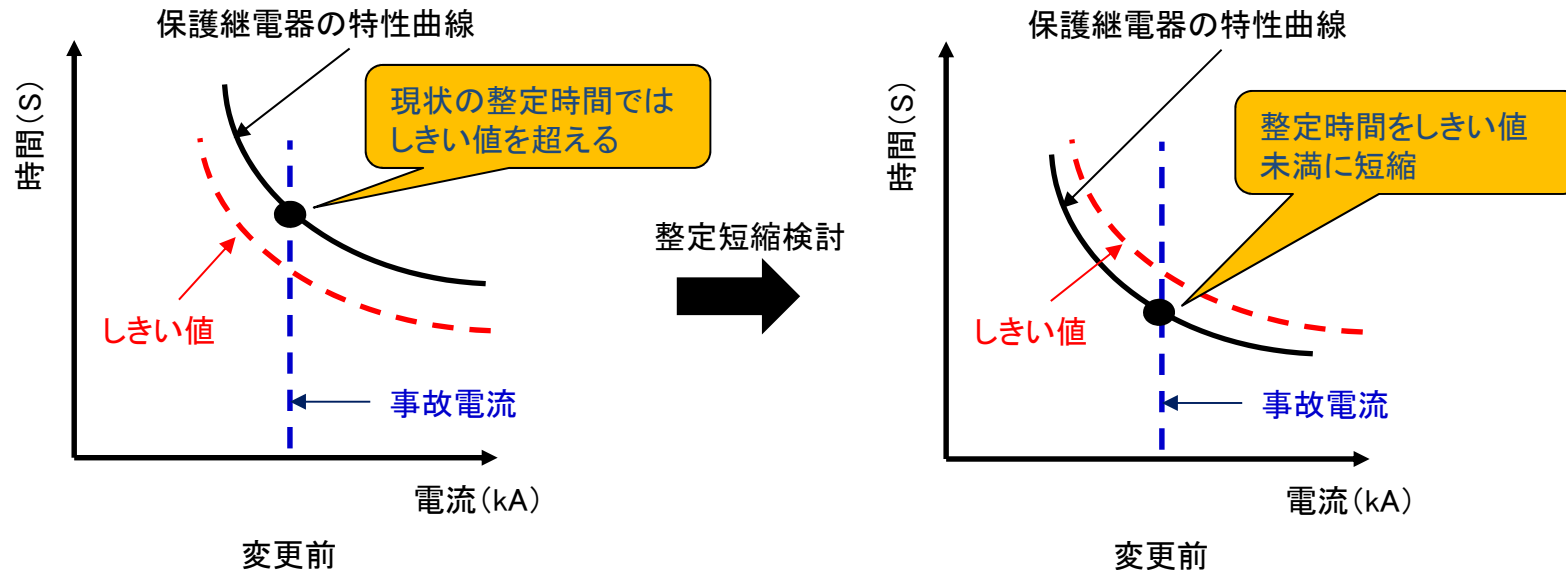 保護継電器の特性曲線
時間(S)
現状の整定時間では
しきい値を超える
しきい値
事故電流
電流(kA)
変更前
整定短縮検討
保護継電器の特性曲線
時間(S)
整定時間をしきい値
未満に短縮
しきい値
事故電流
電流(kA)
変更前